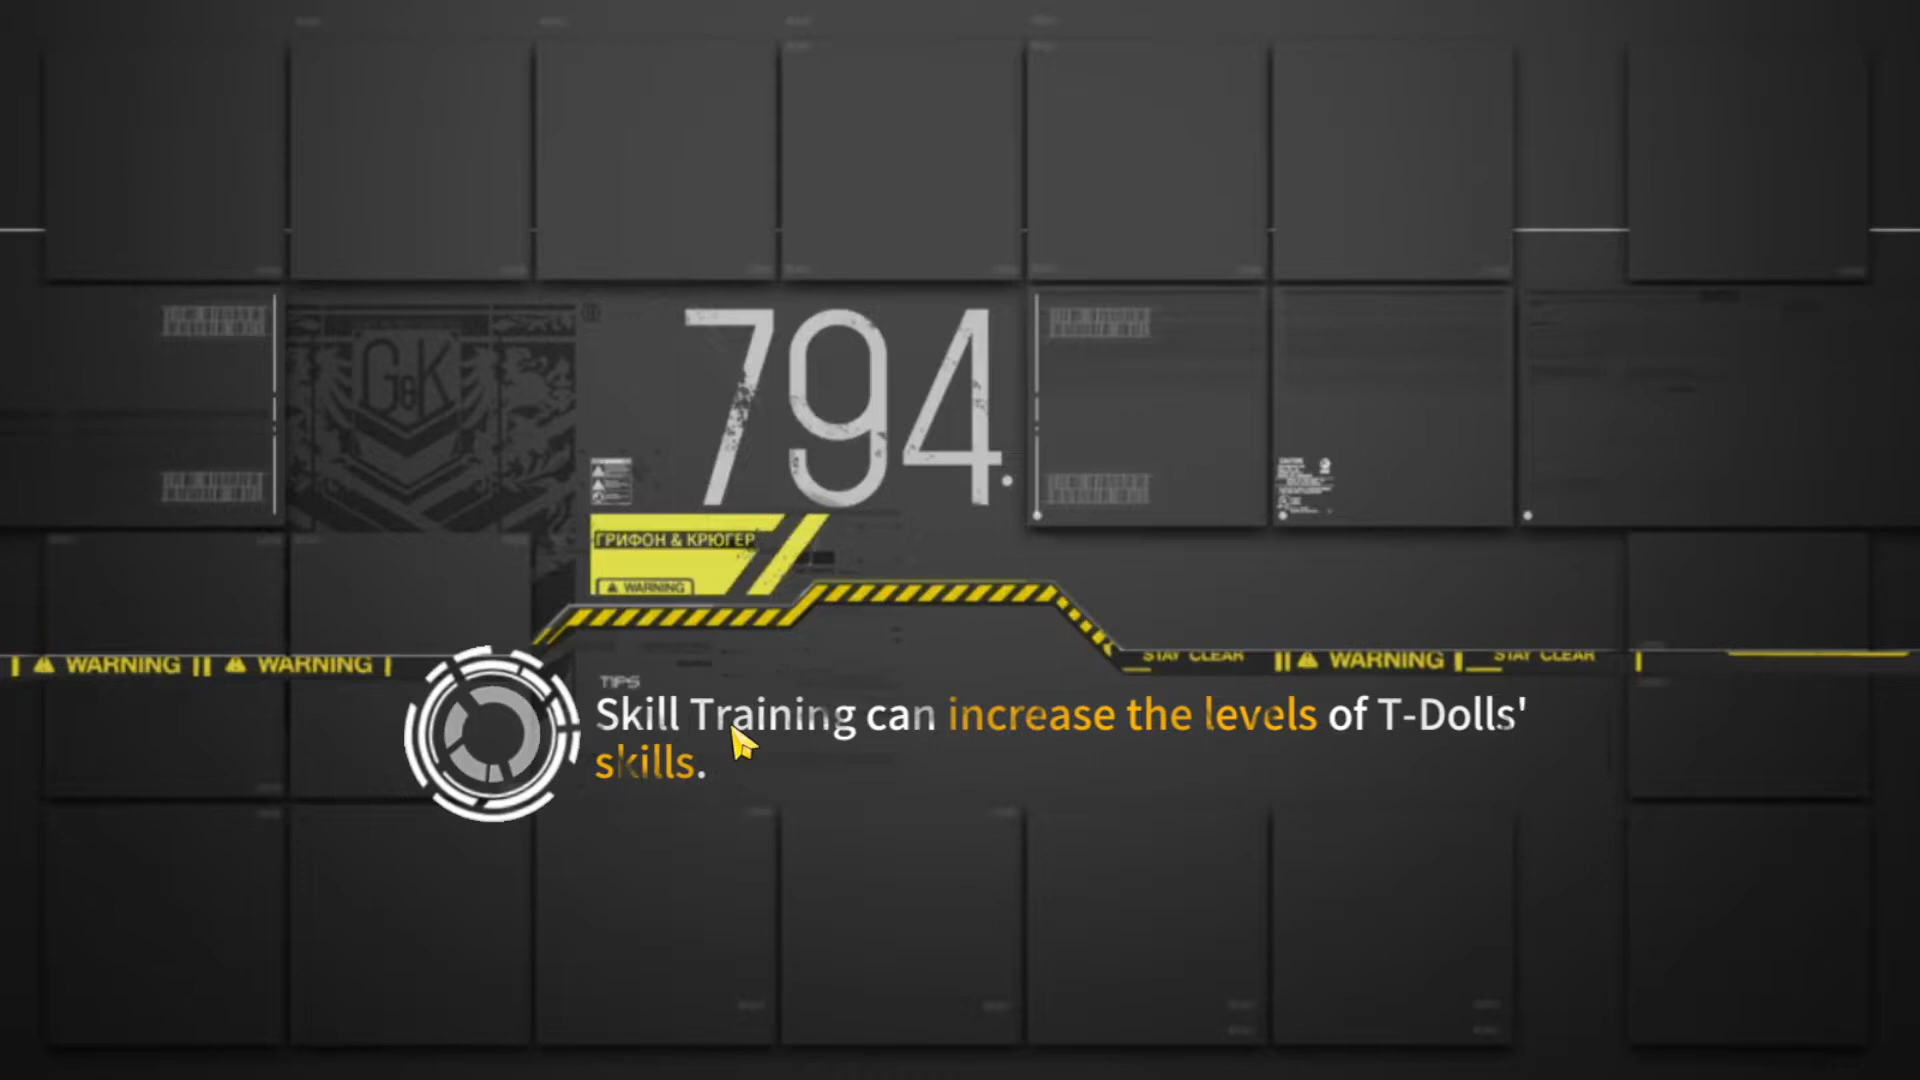 G&K
794.
ГРИФОН & КРЮГЕР
WARNING
WARNING WARNING
STAY CLEAR WARNING STAY CLEAR
TIPS
Skill Training can increase the levels of T-Dolls'
skills.